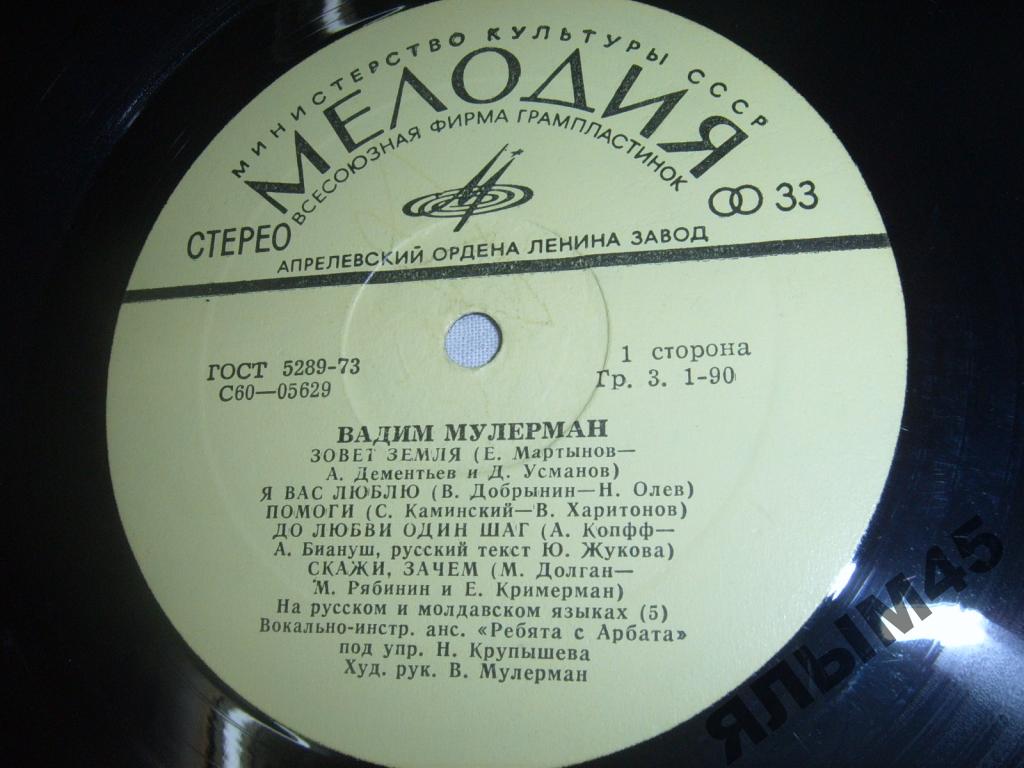 МИНИСТЕРСТВО КУЛЬТУРЫ СССР
МЕЛОДИЯ
ВСЕСОЮЗНАЯ ФИРМА ГРАМПЛАСТИНОК
СТЕРЕО
33
АПРЕЛЕВСКИЙ ОРДЕНА ЛЕНИНА ЗАВОД
ГОСТ 5289-73
С60—05629
1 сторона
Гр. 3. 1-90
ВАДИМ МУЛЕРМАН
ЗОВЕТ ЗЕМЛЯ (Е. Мартынов—
А. Дементьев и Д. Усманов)
Я ВАС ЛЮБЛЮ (В. Добрынин—Н. Олев)
ПОМОГИ (С. Каминский—В. Харитонов)
ДО ЛЮБВИ ОДИН ШАГ (А. Копфф—
А. Биануш, русский текст Ю. Жукова)
СКАЖИ, ЗАЧЕМ (М. Долган—
М. Рябинин и Е. Кримерман)
На русском и молдавском языках (5)
Вокально-инстр. анс. «Ребята с Арбата»
под упр. Н. Крупышева
Худ. рук. В. Мулерман
ЯЛЫМ45